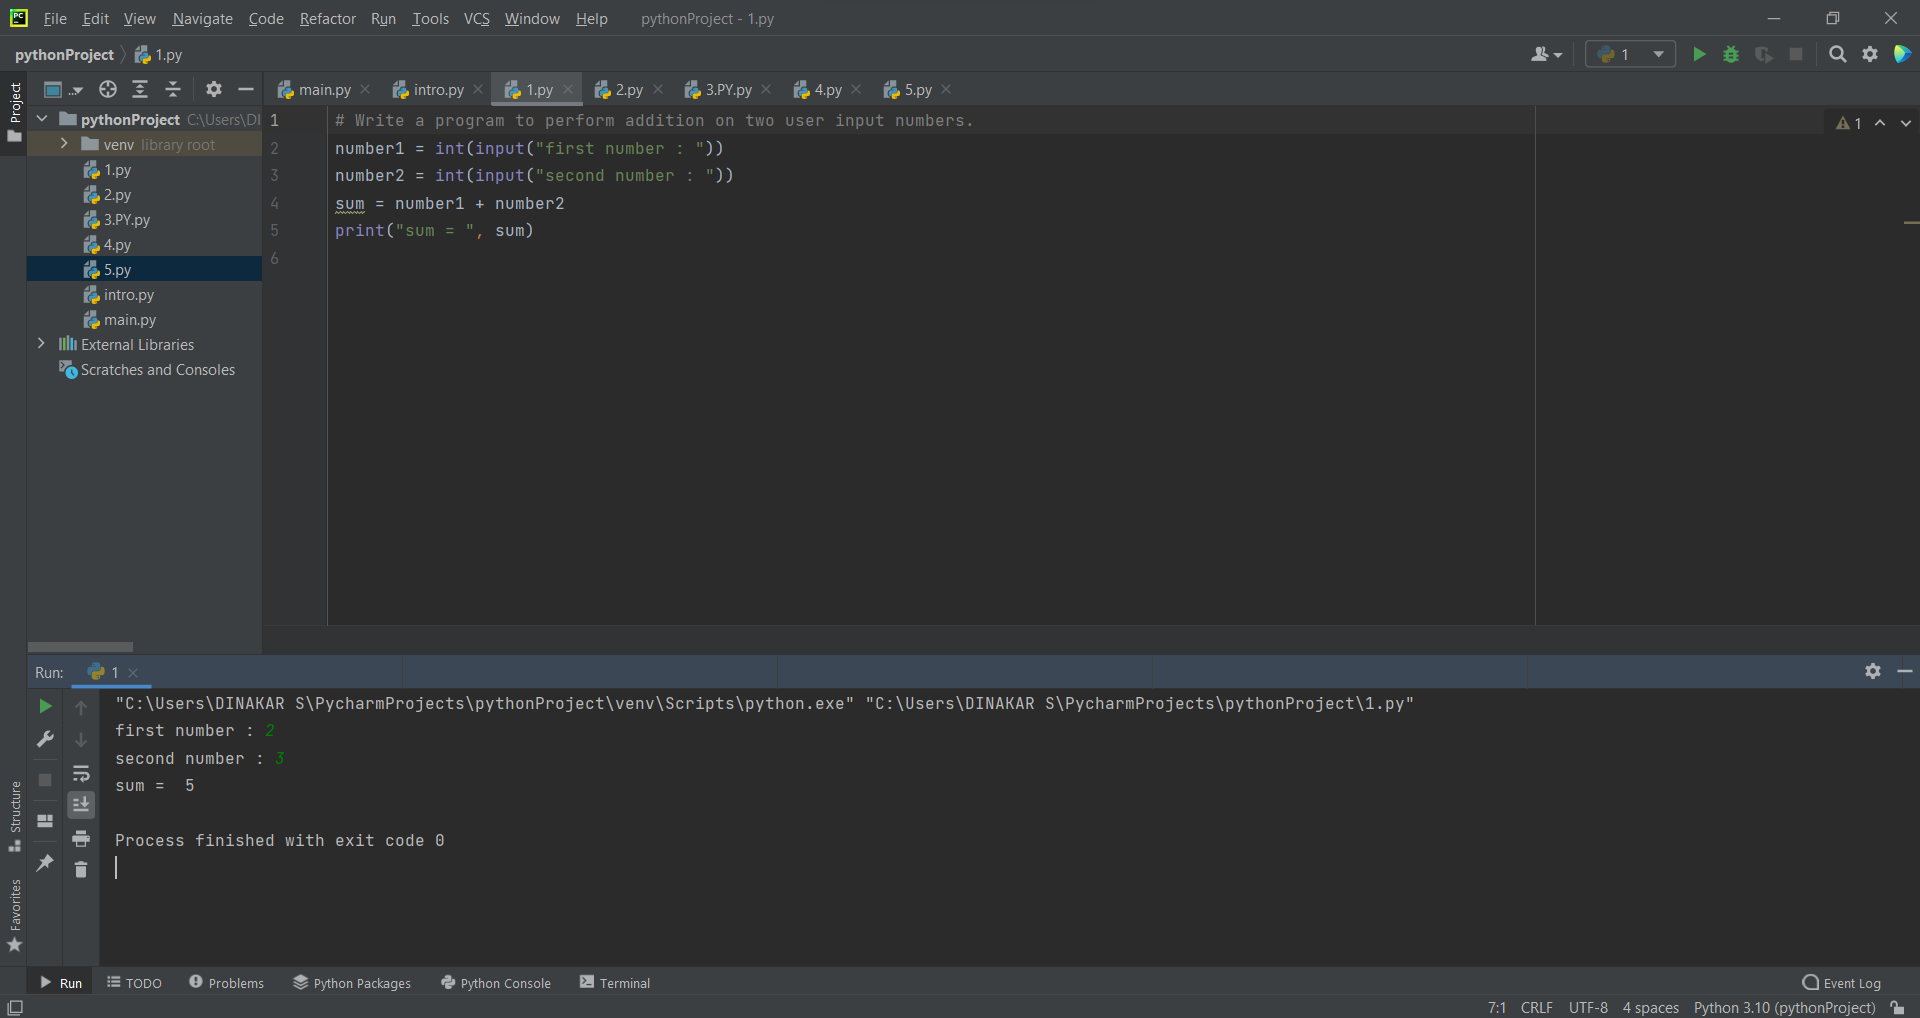 PC File Edit View Navigate Code Refactor Run Tools VCS Window Help pythonProject - 1.py
pythonProject 1.py 1
Project
.. main.py intro.py 1.py 2.py 3.PY.py 4.py 5.py
pythonProject C:\Users\DI
venv library root
1.py
2.py
3.PY.py
4.py
5.py
intro.py
main.py
External Libraries
Scratches and Consoles
1 # Write a program to perform addition on two user input numbers.
2 number1 = int(input("first number : "))
3 number2 = int(input("second number : "))
4 sum = number1 + number2
5 print("sum = ", sum)
6
1
Run: 1
"C:\Users\DINAKAR S\PycharmProjects\pythonProject\venv\Scripts\python.exe" "C:\Users\DINAKAR S\PycharmProjects\pythonProject\1.py"
first number : 2
second number : 3
sum =  5
Process finished with exit code 0
Structure
Favorites
Run TODO Problems Python Packages Python Console Terminal Event Log
7:1 CRLF UTF-8 4 spaces Python 3.10 (pythonProject)